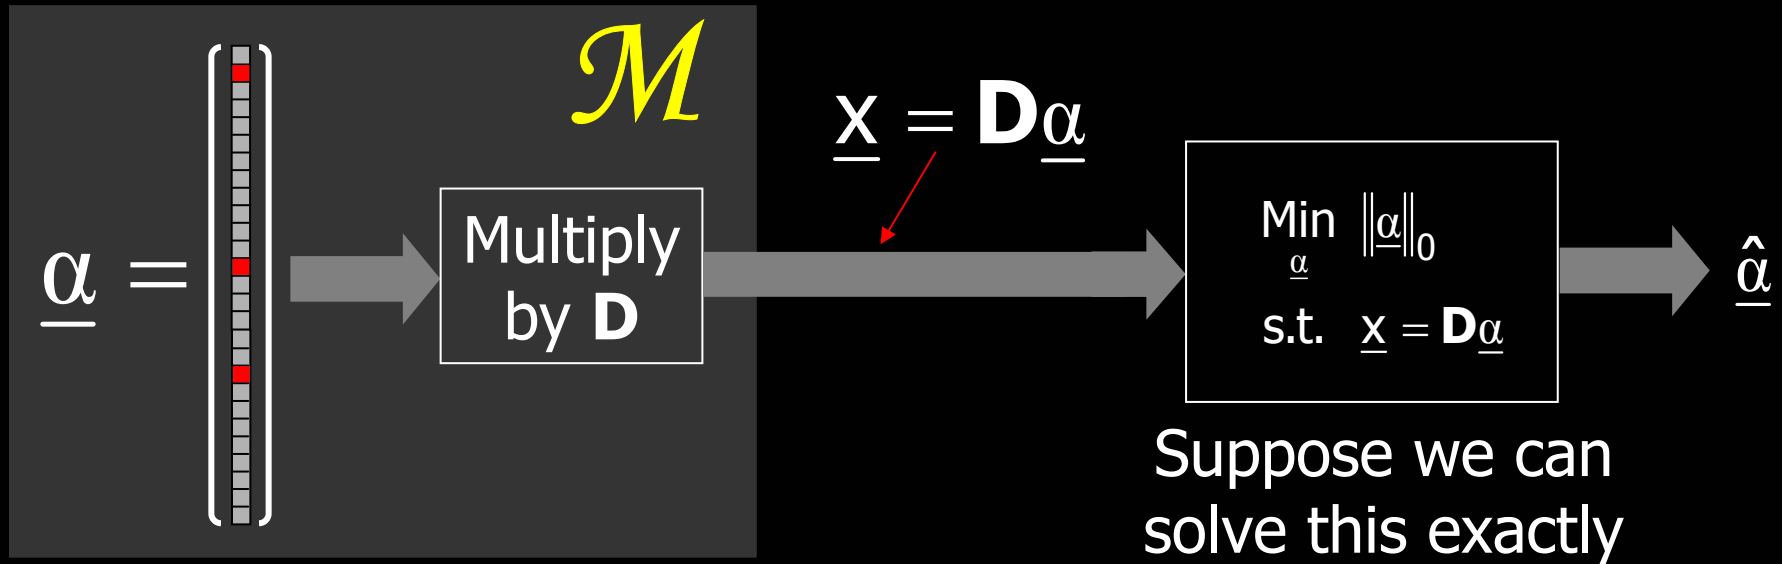 ℳ
x = Dα
α =
Multiply
by D
Min ‖α‖₀
α
s.t. x = Dα
α̂
Suppose we can
solve this exactly